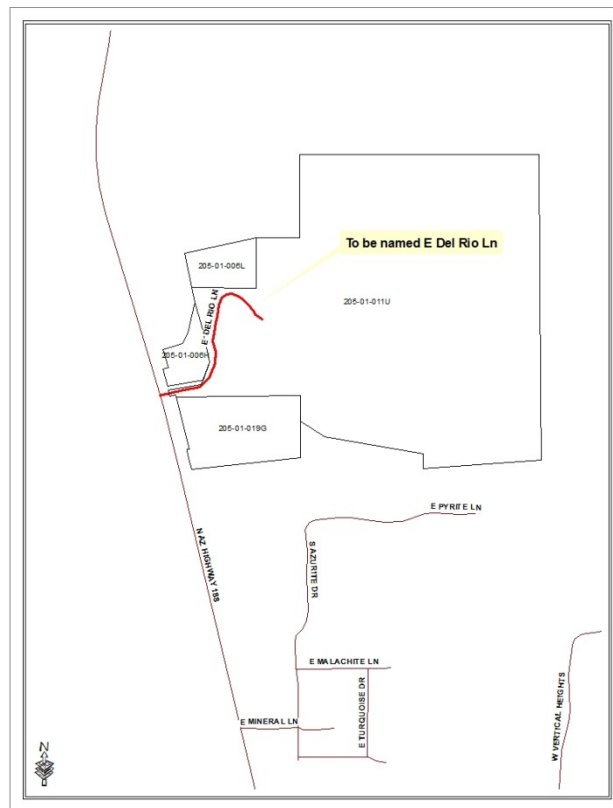 To be named E Del Rio Ln
205-01-006L
E DEL RIO LN
205-01-011U
205-01-006H
205-01-019G
E PYRITE LN
N AZ HIGHWAY 188
S AZURITE DR
E MALACHITE LN
E TURQUOISE DR
E MINERAL LN
W VERTICAL HEIGHTS
N